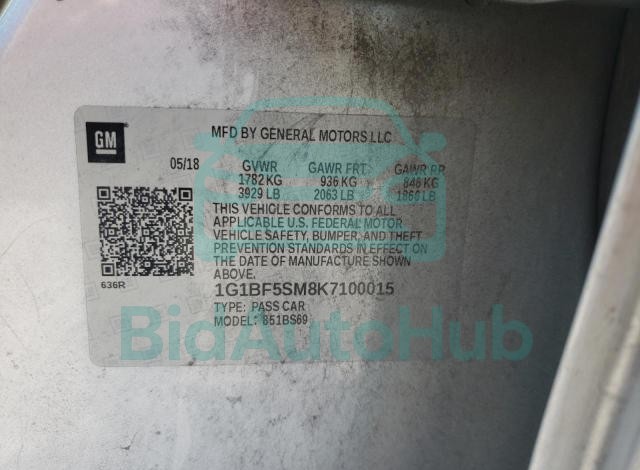 GM
MFD BY GENERAL MOTORS LLC
05/18 GVWR GAWR FRT GAWR RR
1782 KG 936 KG 846 KG
3929 LB 2063 LB 1866 LB
THIS VEHICLE CONFORMS TO ALL
APPLICABLE U.S. FEDERAL MOTOR
VEHICLE SAFETY, BUMPER, AND THEFT
PREVENTION STANDARDS IN EFFECT ON
THE DATE OF MANUFACTURE SHOWN
ABOVE.
636R
1G1BF5SM8K7100015
TYPE: PASS CAR
MODEL: 851BS69
BidAutoHub